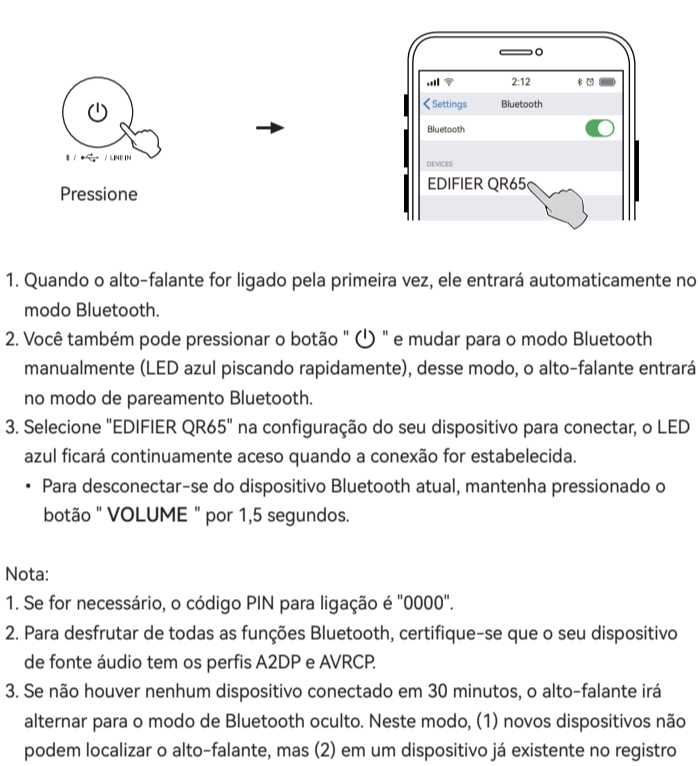 2:12
Settings
Bluetooth
Bluetooth
/ LINE IN
DEVICES
EDIFIER QR65
Pressione
1. Quando o alto-falante for ligado pela primeira vez, ele entrará automaticamente no
modo Bluetooth.
2. Você também pode pressionar o botão " " e mudar para o modo Bluetooth
manualmente (LED azul piscando rapidamente), desse modo, o alto-falante entrará
no modo de pareamento Bluetooth.
3. Selecione "EDIFIER QR65" na configuração do seu dispositivo para conectar, o LED
azul ficará continuamente aceso quando a conexão for estabelecida.
• Para desconectar-se do dispositivo Bluetooth atual, mantenha pressionado o
botão " VOLUME " por 1,5 segundos.
Nota:
1. Se for necessário, o código PIN para ligação é "0000".
2. Para desfrutar de todas as funções Bluetooth, certifique-se que o seu dispositivo
de fonte áudio tem os perfis A2DP e AVRCP.
3. Se não houver nenhum dispositivo conectado em 30 minutos, o alto-falante irá
alternar para o modo de Bluetooth oculto. Neste modo, (1) novos dispositivos não
podem localizar o alto-falante, mas (2) em um dispositivo já existente no registro